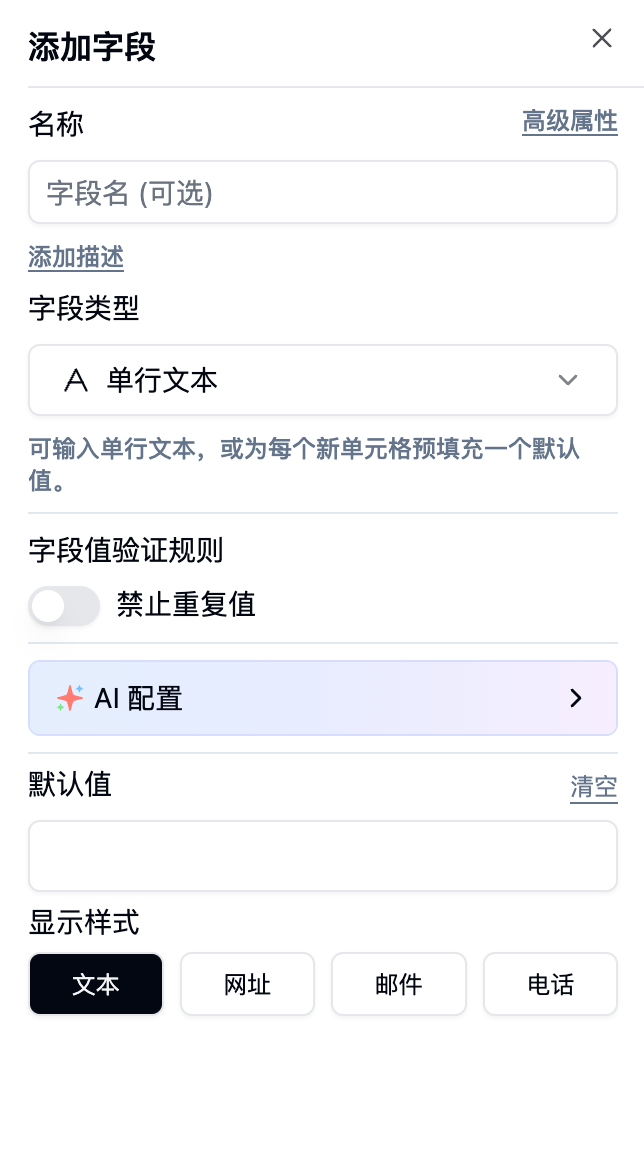 添加字段
名称
高级属性
字段名 (可选)
添加描述
字段类型
单行文本
可输入单行文本，或为每个新单元格预填充一个默认
值。
字段值验证规则
禁止重复值
AI 配置
默认值
清空
显示样式
文本
网址
邮件
电话